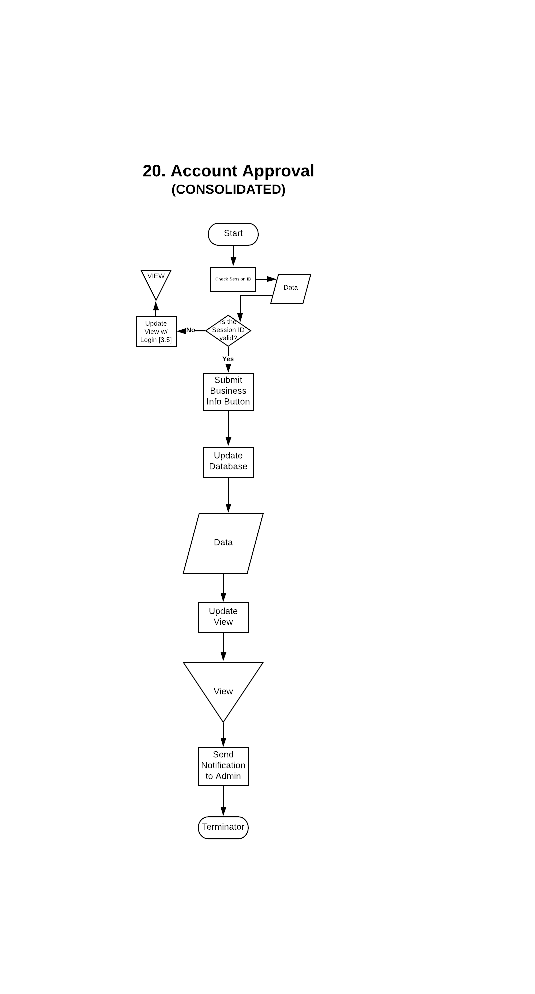 20. Account Approval
(CONSOLIDATED)
Start
Check Session ID
Data
VIEW
Update
View w/
Login [3.5]
No
Is the
Session ID
valid?
Yes
Submit
Business
Info Button
Update
Database
Data
Update
View
View
Send
Notification
to Admin
Terminator